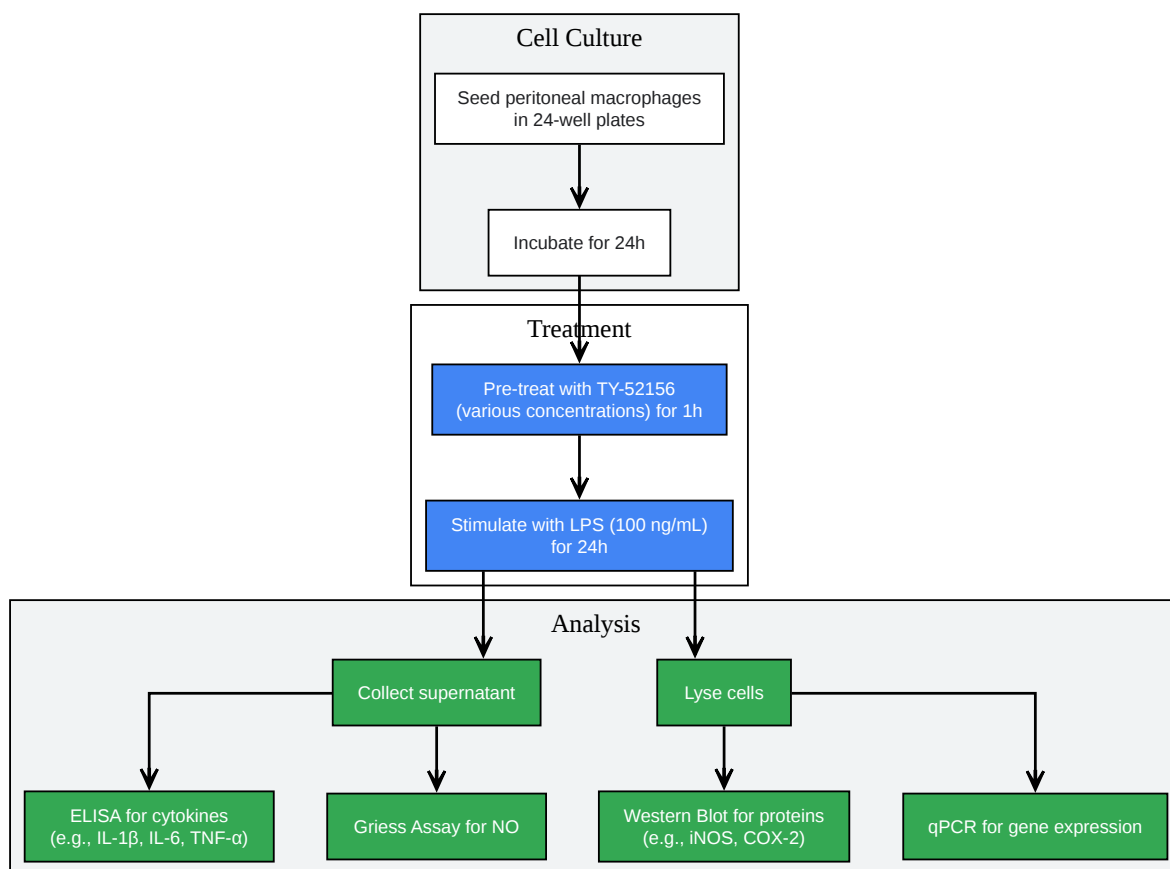 Cell Culture
Seed peritoneal macrophages
in 24-well plates
Incubate for 24h
Treatment
Pre-treat with TY-52156
(various concentrations) for 1h
Stimulate with LPS (100 ng/mL)
for 24h
Analysis
Collect supernatant
Lyse cells
ELISA for cytokines
(e.g., IL-1β, IL-6, TNF-α)
Griess Assay for NO
Western Blot for proteins
(e.g., iNOS, COX-2)
qPCR for gene expression